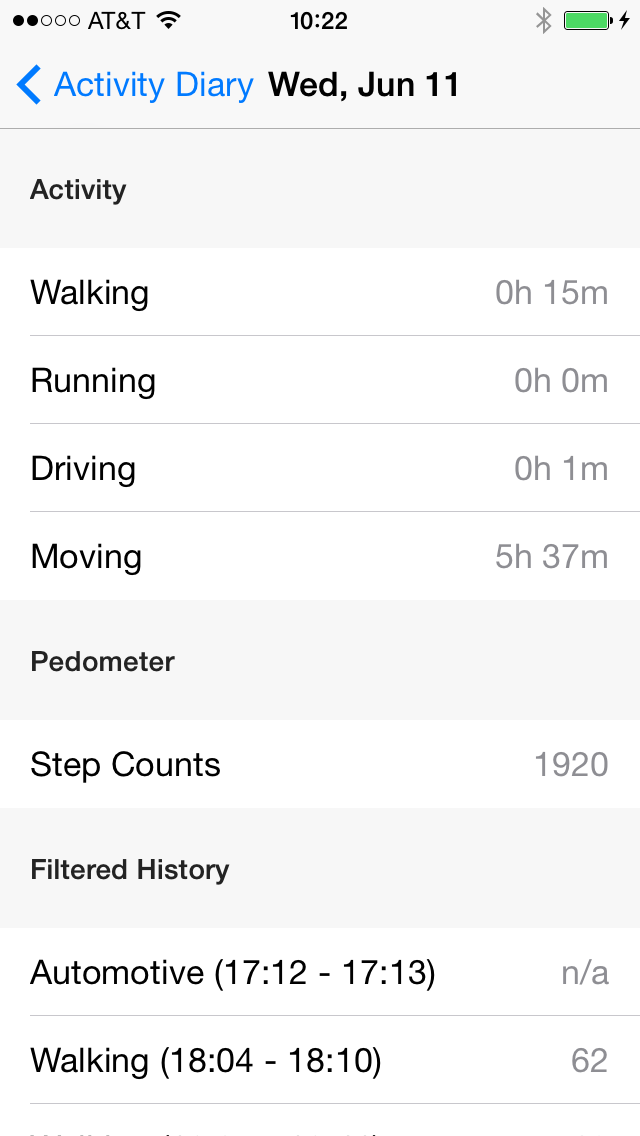 AT&T 10:22
Activity Diary Wed, Jun 11
Activity
Walking 0h 15m
Running 0h 0m
Driving 0h 1m
Moving 5h 37m
Pedometer
Step Counts 1920
Filtered History
Automotive (17:12 - 17:13) n/a
Walking (18:04 - 18:10) 62